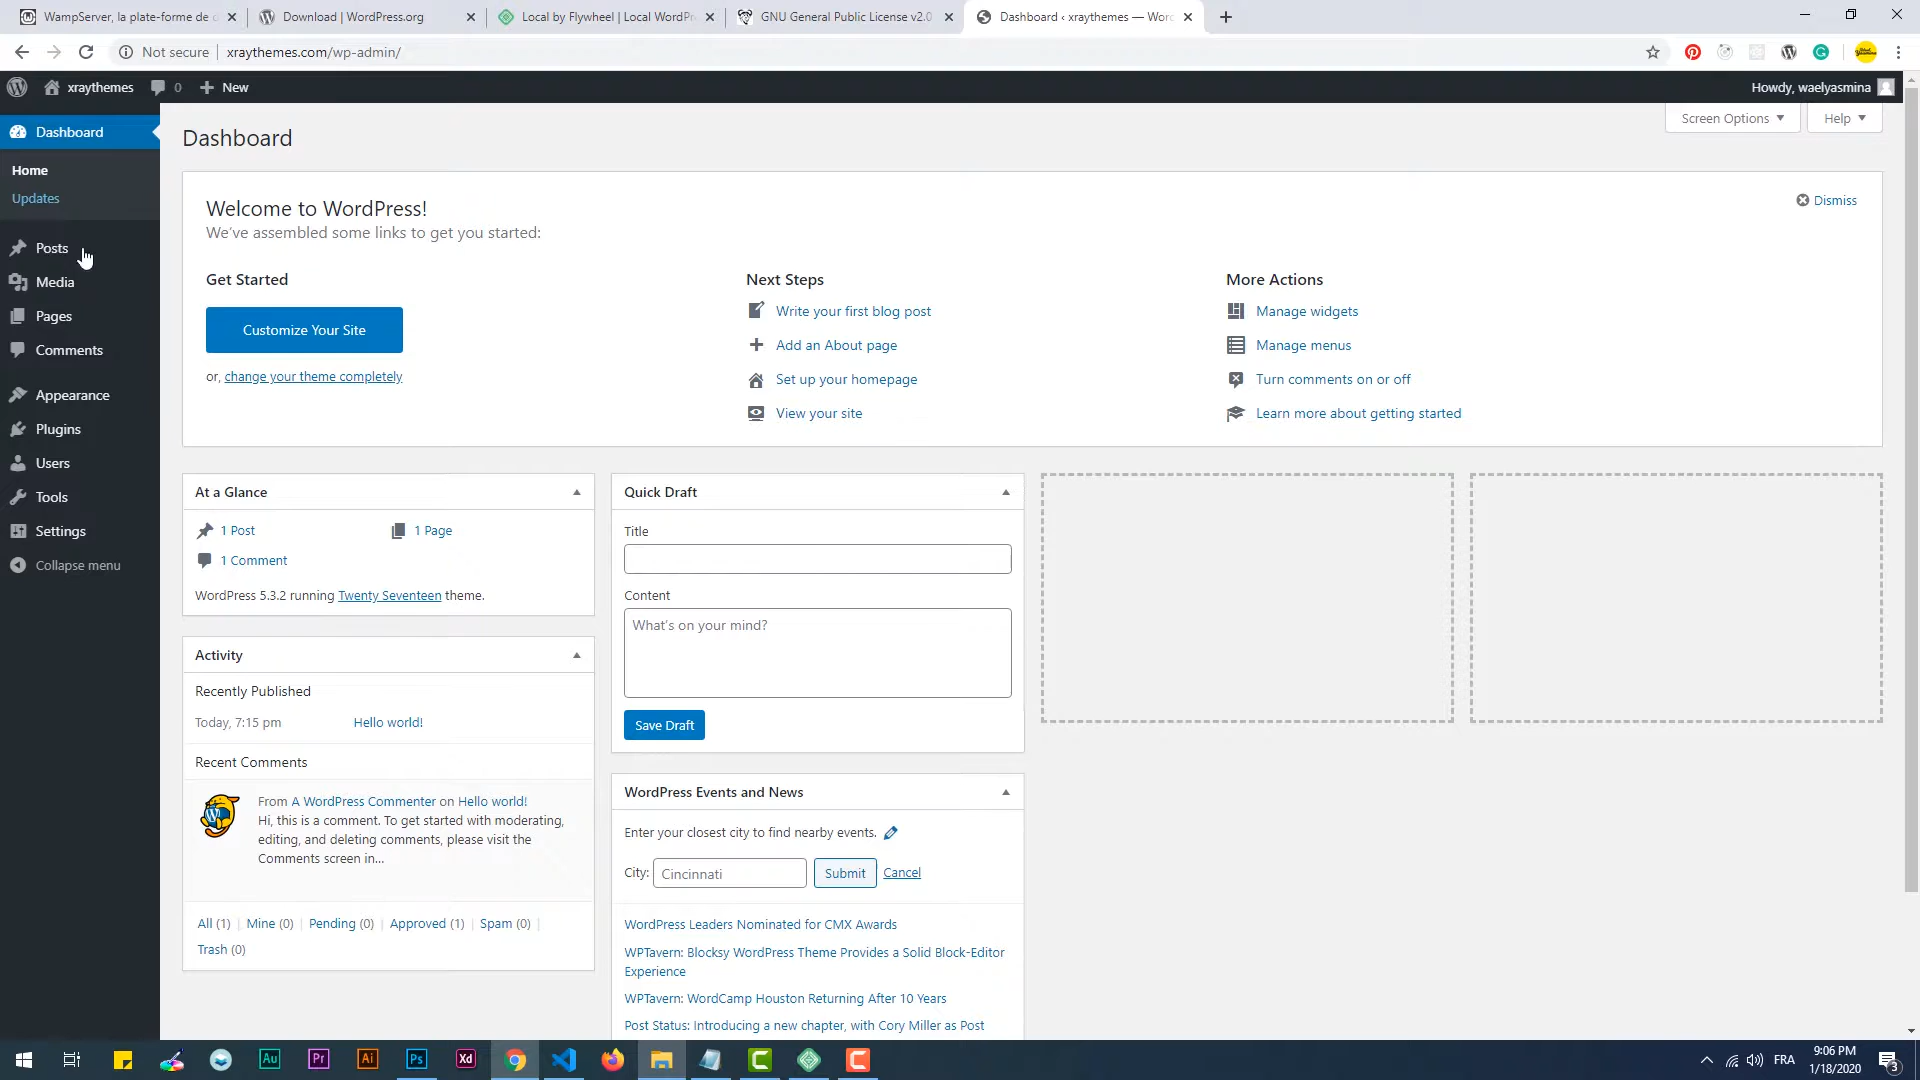 WampServer, la plate-forme de d
Download | WordPress.org
Local by Flywheel | Local WordPr
GNU General Public License v2.0
Dashboard ‹ xraythemes — Worc
Not secure
xraythemes.com/wp-admin/
xraythemes
0
New
Howdy, waelyasmina
Dashboard
Home
Updates
Posts
Media
Pages
Comments
Appearance
Plugins
Users
Tools
Settings
Collapse menu
Dashboard
Screen Options
Help
Welcome to WordPress!
We've assembled some links to get you started:
Dismiss
Get Started
Customize Your Site
or, change your theme completely
Next Steps
Write your first blog post
Add an About page
Set up your homepage
View your site
More Actions
Manage widgets
Manage menus
Turn comments on or off
Learn more about getting started
At a Glance
1 Post
1 Page
1 Comment
WordPress 5.3.2 running Twenty Seventeen theme.
Activity
Recently Published
Today, 7:15 pm
Hello world!
Recent Comments
From A WordPress Commenter on Hello world!
Hi, this is a comment. To get started with moderating,
editing, and deleting comments, please visit the
Comments screen in...
All (1) | Mine (0) | Pending (0) | Approved (1) | Spam (0) |
Trash (0)
Quick Draft
Title
Content
What's on your mind?
Save Draft
WordPress Events and News
Enter your closest city to find nearby events.
City:
Cincinnati
Submit
Cancel
WordPress Leaders Nominated for CMX Awards
WPTavern: Blocksy WordPress Theme Provides a Solid Block-Editor
Experience
WPTavern: WordCamp Houston Returning After 10 Years
Post Status: Introducing a new chapter, with Cory Miller as Post
Au
Pr
Ai
Ps
Xd
FRA
9:06 PM
1/18/2020
3